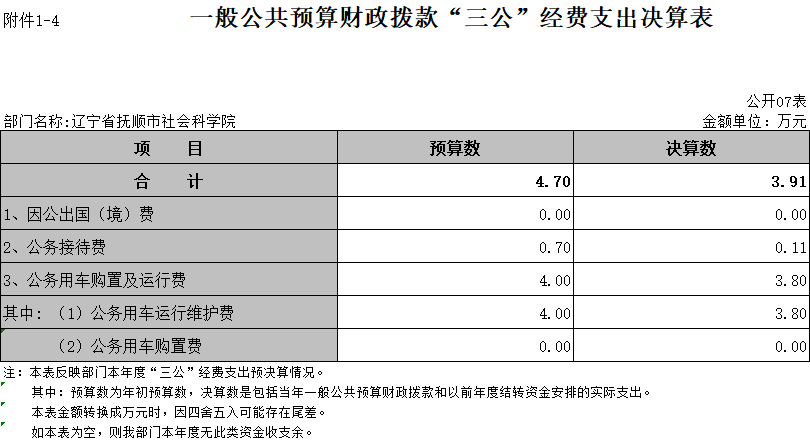 附件1-4
一般公共预算财政拨款“三公”经费支出决算表
公开07表
部门名称:辽宁省抚顺市社会科学院 金额单位：万元
项 目 预算数 决算数
合 计 4.70 3.91
1、因公出国（境）费 0.00 0.00
2、公务接待费 0.70 0.11
3、公务用车购置及运行费 4.00 3.80
其中: （1）公务用车运行维护费 4.00 3.80
（2）公务用车购置费 0.00 0.00
注：本表反映部门本年度“三公”经费支出预决算情况。
其中：预算数为年初预算数，决算数是包括当年一般公共预算财政拨款和以前年度结转资金安排的实际支出。
本表金额转换成万元时，因四舍五入可能存在尾差。
如本表为空，则我部门本年度无此类资金收支余。